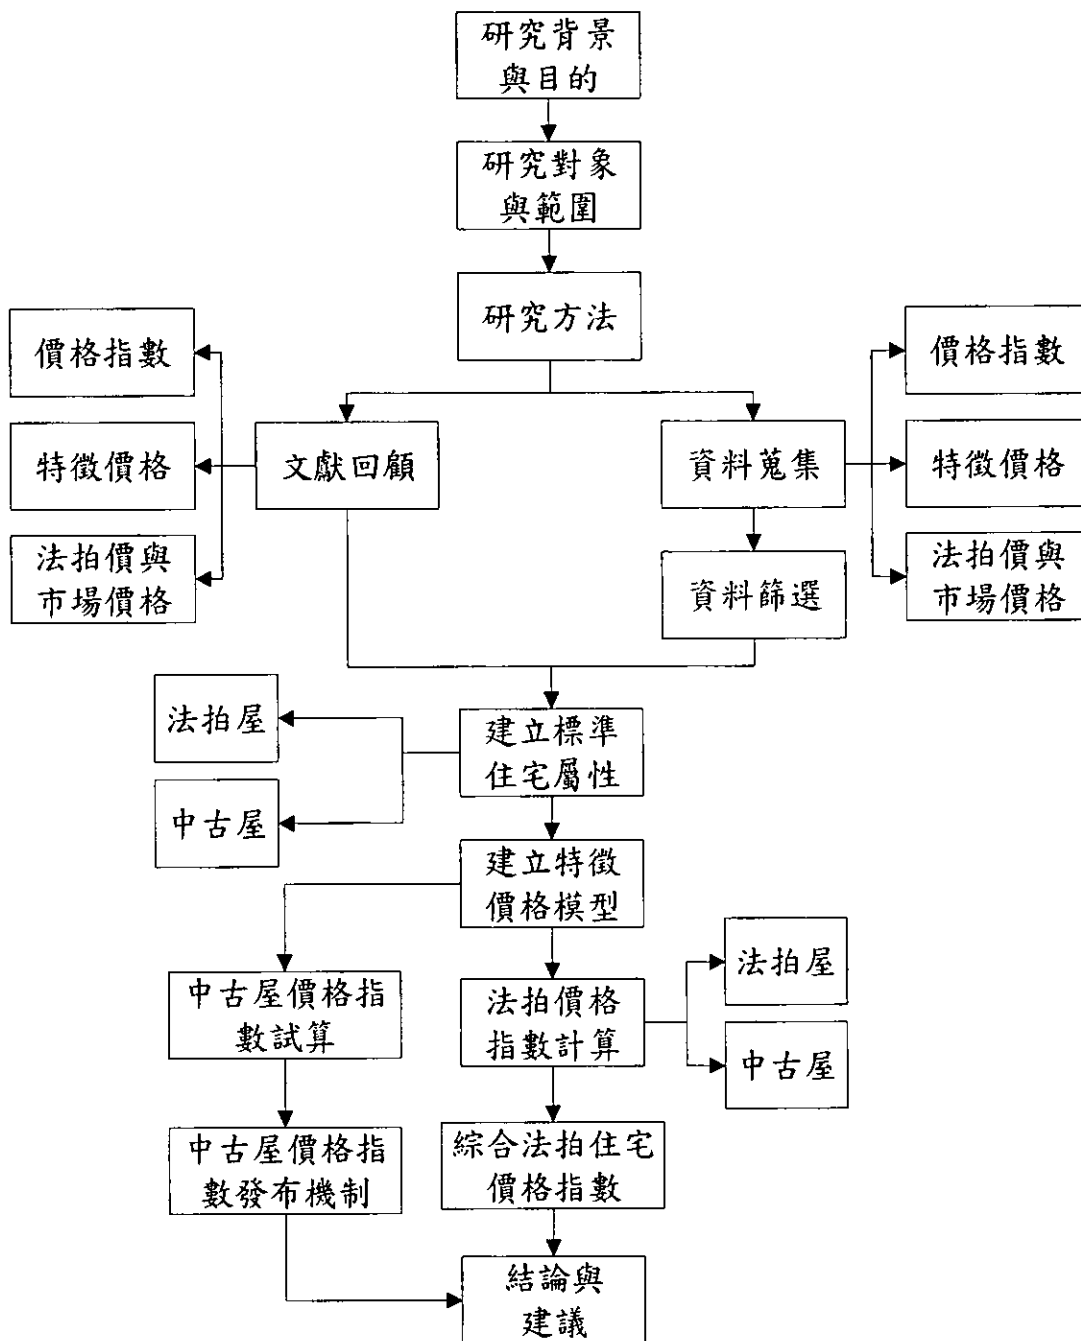 研究背景
與目的
研究對象
與範圍
研究方法
價格指數
特徵價格
法拍價與
市場價格
文獻回顧
資料蒐集
資料篩選
價格指數
特徵價格
法拍價與
市場價格
法拍屋
中古屋
建立標準
住宅屬性
建立特徵
價格模型
中古屋價格指
數試算
法拍價格
指數計算
法拍屋
中古屋
中古屋價格指
數發布機制
綜合法拍住宅
價格指數
結論與
建議